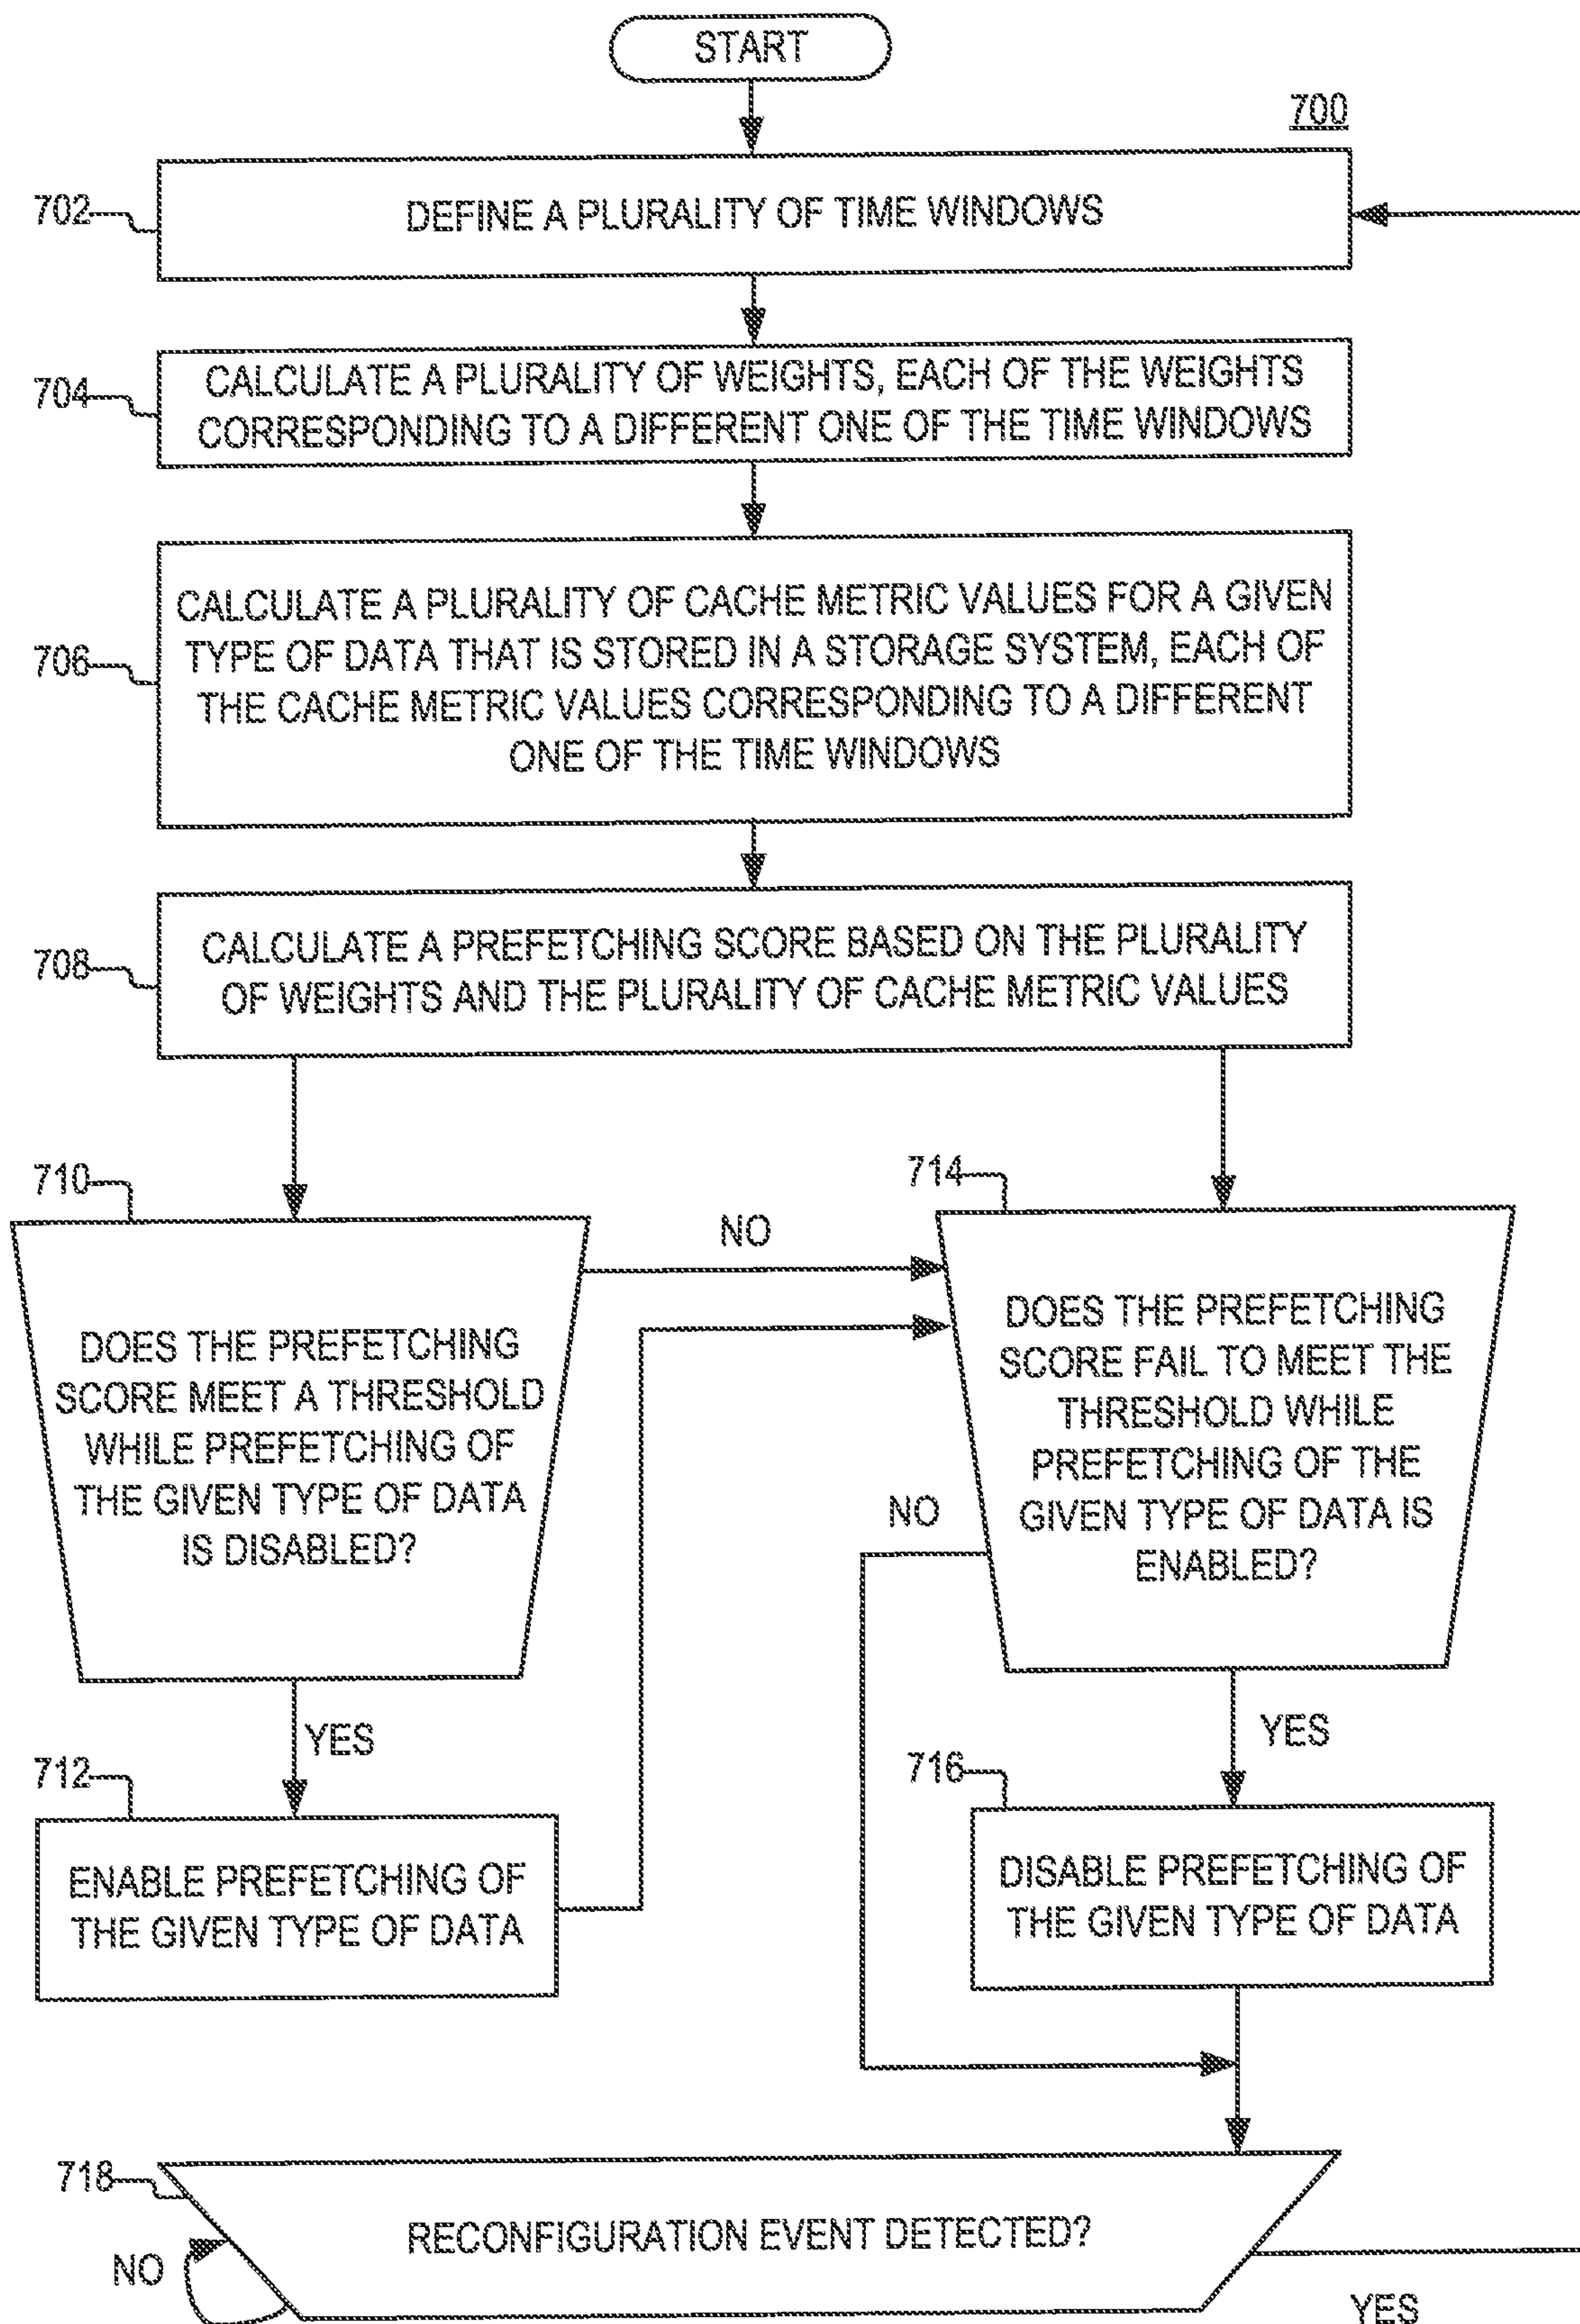 START
700
702
DEFINE A PLURALITY OF TIME WINDOWS
704
CALCULATE A PLURALITY OF WEIGHTS, EACH OF THE WEIGHTS
CORRESPONDING TO A DIFFERENT ONE OF THE TIME WINDOWS
706
CALCULATE A PLURALITY OF CACHE METRIC VALUES FOR A GIVEN
TYPE OF DATA THAT IS STORED IN A STORAGE SYSTEM, EACH OF
THE CACHE METRIC VALUES CORRESPONDING TO A DIFFERENT
ONE OF THE TIME WINDOWS
708
CALCULATE A PREFETCHING SCORE BASED ON THE PLURALITY
OF WEIGHTS AND THE PLURALITY OF CACHE METRIC VALUES
710
DOES THE PREFETCHING
SCORE MEET A THRESHOLD
WHILE PREFETCHING OF
THE GIVEN TYPE OF DATA
IS DISABLED?
NO
YES
712
ENABLE PREFETCHING OF
THE GIVEN TYPE OF DATA
714
DOES THE PREFETCHING
SCORE FAIL TO MEET THE
THRESHOLD WHILE
PREFETCHING OF THE
GIVEN TYPE OF DATA IS
ENABLED?
NO
YES
716
DISABLE PREFETCHING OF
THE GIVEN TYPE OF DATA
718
RECONFIGURATION EVENT DETECTED?
NO
YES